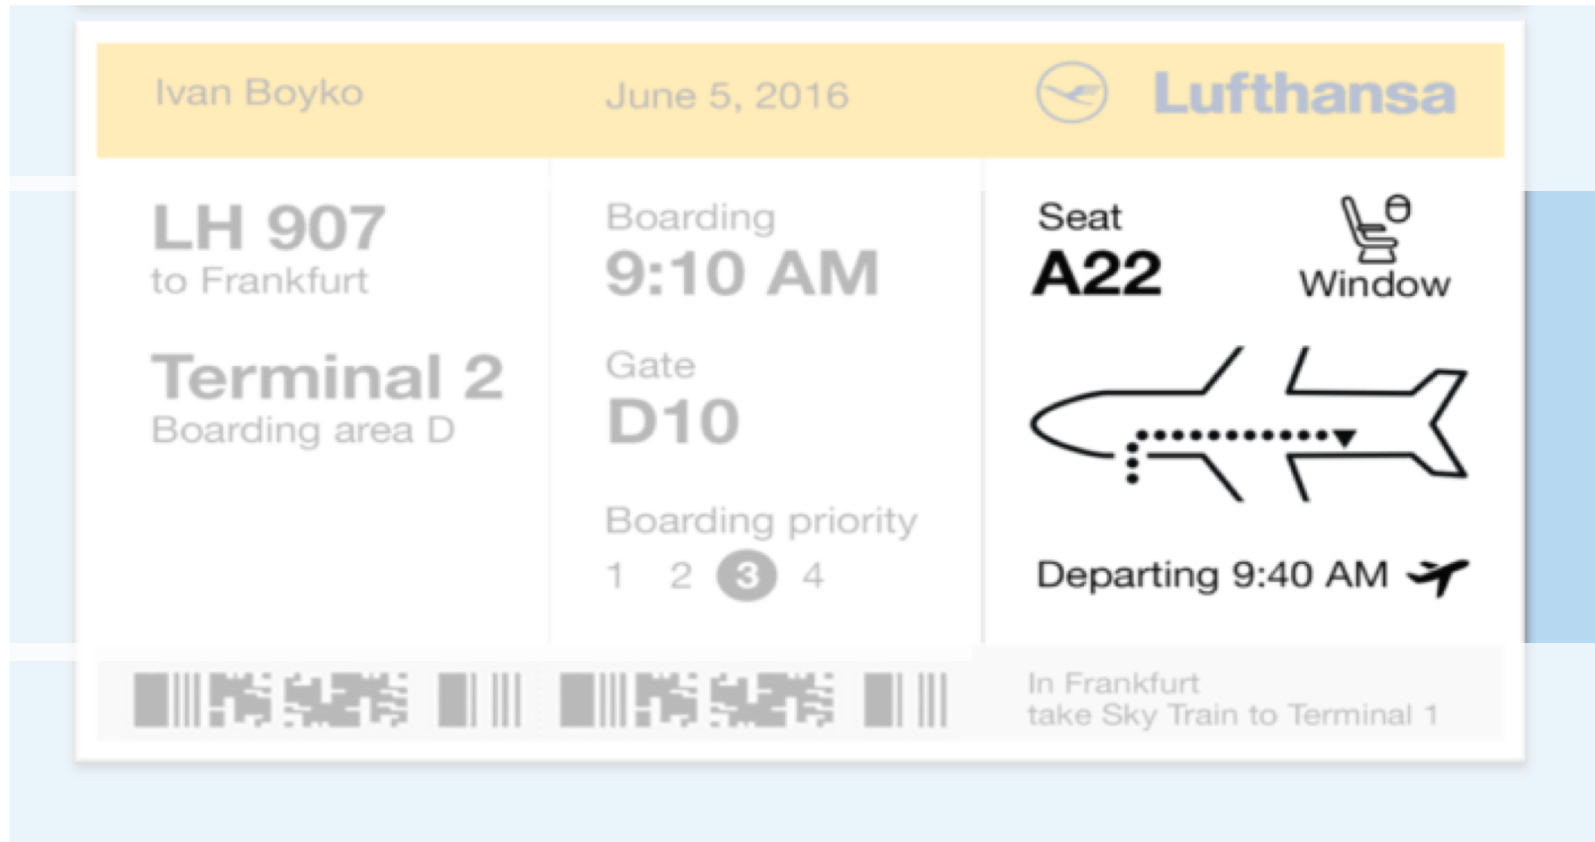 Ivan Boyko
June 5, 2016
Lufthansa
LH 907
to Frankfurt
Terminal 2
Boarding area D
Boarding
9:10 AM
Gate
D10
Boarding priority
1 2 3 4
Seat
A22
Window
Departing 9:40 AM
In Frankfurt
take Sky Train to Terminal 1